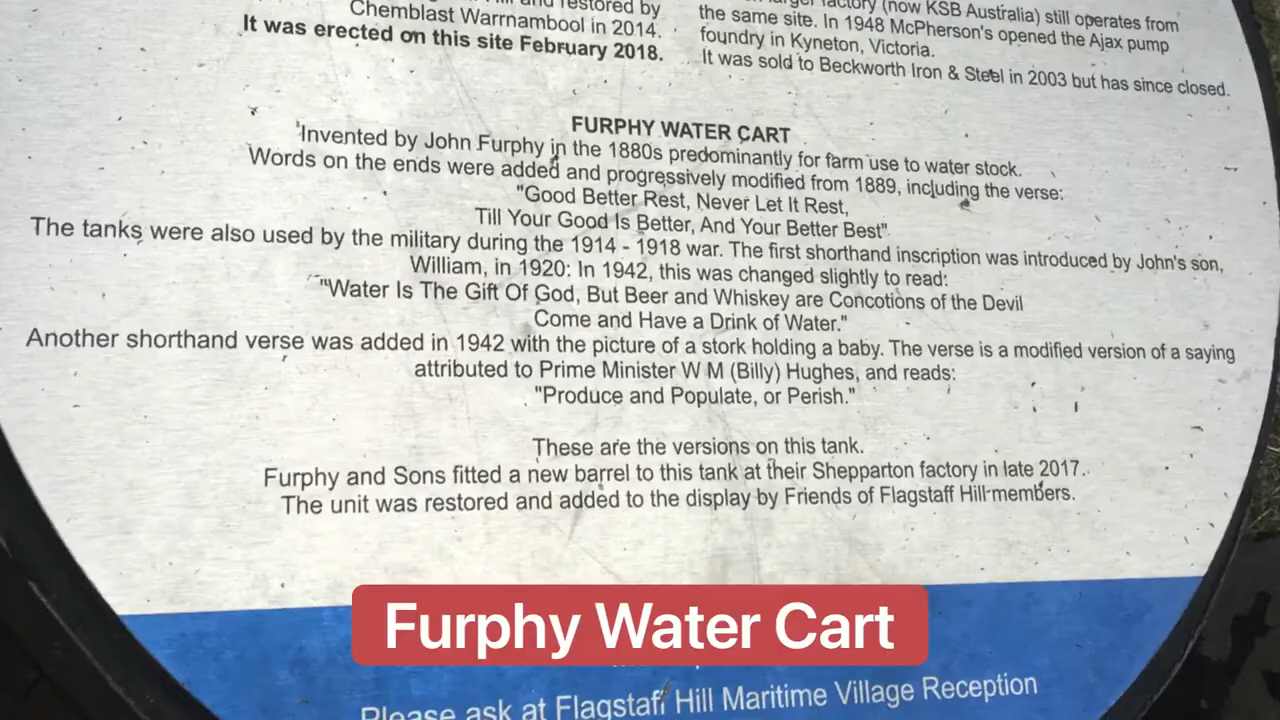 restored by
Chemblast Warrnambool in 2014.
It was erected on this site February 2018.
factory (now KSB Australia) still operates from
the same site. In 1948 McPherson's opened the Ajax pump
foundry in Kyneton, Victoria.
It was sold to Beckworth Iron & Steel in 2003 but has since closed.
FURPHY WATER CART
Invented by John Furphy in the 1880s predominantly for farm use to water stock.
Words on the ends were added and progressively modified from 1889, including the verse:
"Good Better Rest, Never Let It Rest,
Till Your Good Is Better, And Your Better Best"
The tanks were also used by the military during the 1914 - 1918 war. The first shorthand inscription was introduced by John's son,
William, in 1920: In 1942, this was changed slightly to read:
"Water Is The Gift Of God, But Beer and Whiskey are Concotions of the Devil
Come and Have a Drink of Water."
Another shorthand verse was added in 1942 with the picture of a stork holding a baby. The verse is a modified version of a saying
attributed to Prime Minister W M (Billy) Hughes, and reads:
"Produce and Populate, or Perish."
These are the versions on this tank.
Furphy and Sons fitted a new barrel to this tank at their Shepparton factory in late 2017.
The unit was restored and added to the display by Friends of Flagstaff Hill members.
Furphy Water Cart
Please ask at Flagstaff Hill Maritime Village Reception